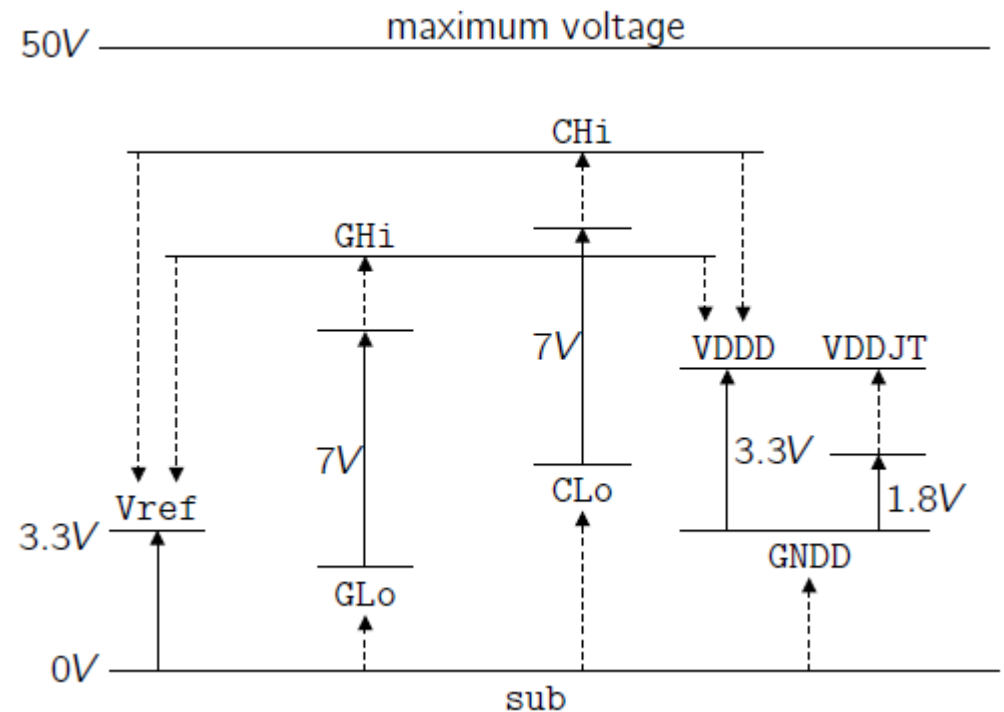 maximum voltage
50V
CHi
GHi
7V
VDDD VDDJT
7V
3.3V
CLo
1.8V
Vref
3.3V
GNDD
GLo
0V
sub